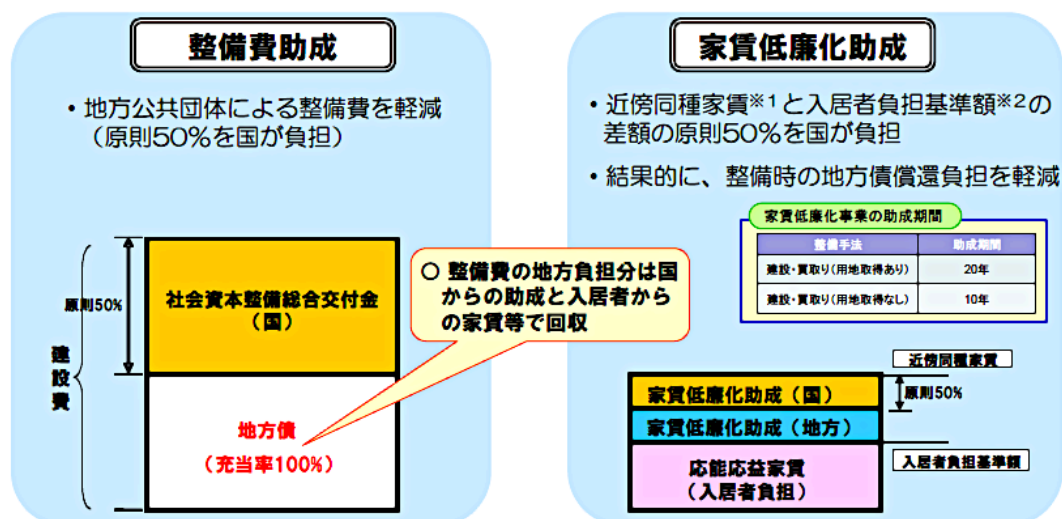 整備費助成
・地方公共団体による整備費を軽減
（原則50％を国が負担）
建設費
原則50%
社会資本整備総合交付金
（国）
地方債
（充当率100%）
○ 整備費の地方負担分は国
からの助成と入居者から
の家賃等で回収
家賃低廉化助成
・近傍同種家賃※1と入居者負担基準額※2の
差額の原則50％を国が負担
・結果的に、整備時の地方債償還負担を軽減
家賃低廉化事業の助成期間
整備手法 助成期間
建設・買取り（用地取得あり） 20年
建設・買取り（用地取得なし） 10年
近傍同種家賃
家賃低廉化助成（国）
原則50%
家賃低廉化助成（地方）
入居者負担基準額
応能応益家賃
（入居者負担）